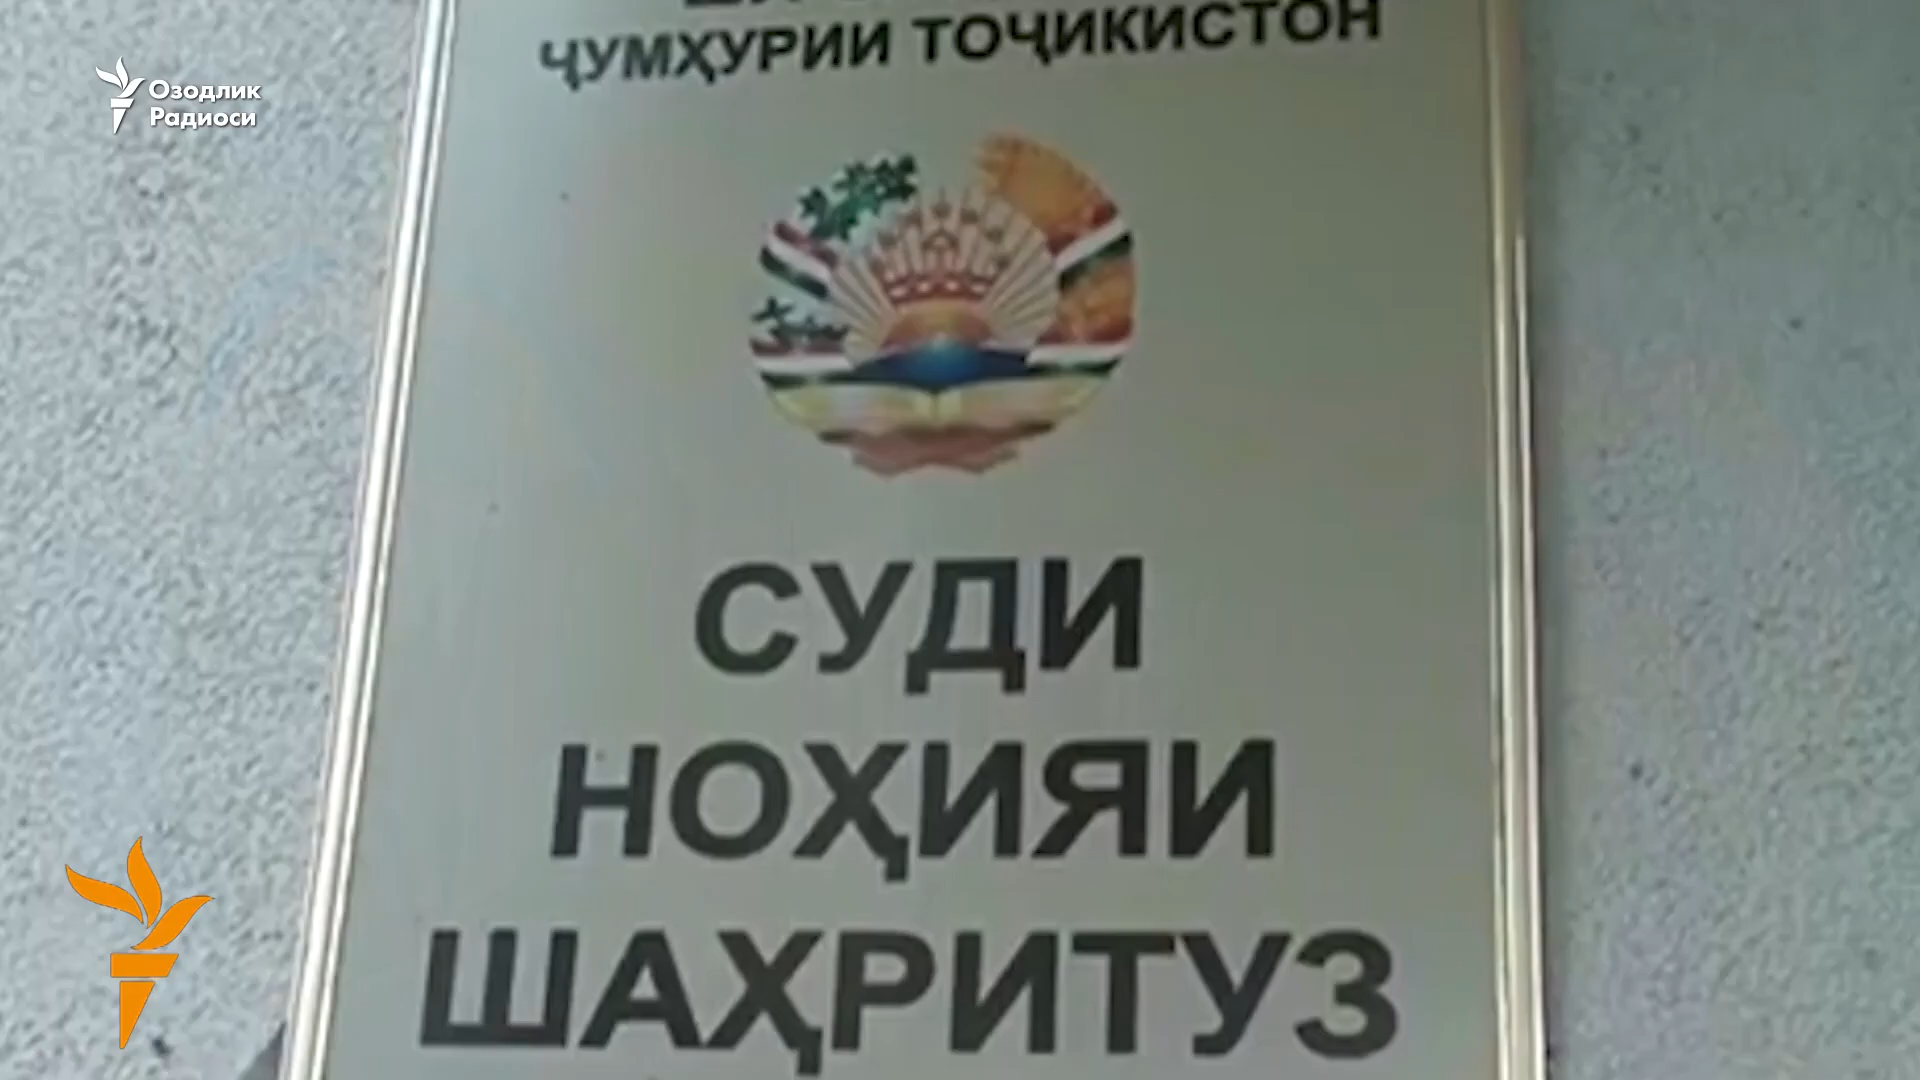 ҶУМҲУРИИ ТОҶИКИСТОН
Озодлик
Радиоси
СУДИ
НОҲИЯИ
ШАҲРИТУЗ